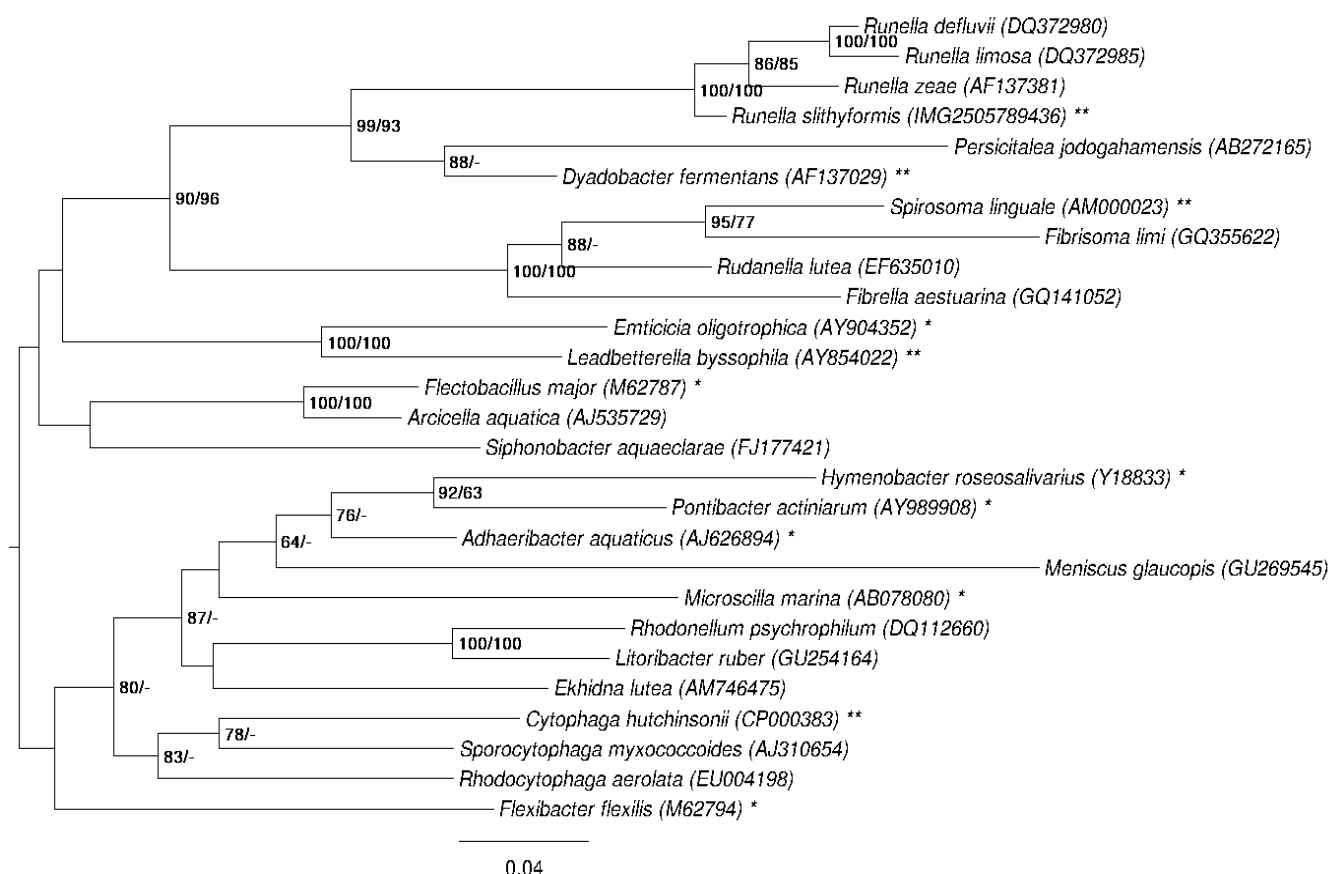 Runella defluvii (DQ372980)
100/100
Runella limosa (DQ372985)
86/85
Runella zeae (AF137381)
100/100
Runella slithyformis (IMG2505789436) **
99/93
Persicitalea jodogahamensis (AB272165)
88/-
Dyadobacter fermentans (AF137029) **
90/96
Spirosoma linguale (AM000023) **
95/77
Fibrisoma limi (GQ355622)
88/-
Rudanella lutea (EF635010)
100/100
Fibrella aestuarina (GQ141052)
Emticicia oligotrophica (AY904352) *
100/100
Leadbetterella byssophila (AY854022) **
Flectobacillus major (M62787) *
100/100
Arcicella aquatica (AJ535729)
Siphonobacter aquaeclarae (FJ177421)
Hymenobacter roseosalivarius (Y18833) *
92/63
Pontibacter actiniarum (AY989908) *
76/-
Adhaeribacter aquaticus (AJ626894) *
64/-
Meniscus glaucopis (GU269545)
Microscilla marina (AB078080) *
87/-
Rhodonellum psychrophilum (DQ112660)
100/100
Litoribacter ruber (GU254164)
80/-
Ekhidna lutea (AM746475)
Cytophaga hutchinsonii (CP000383) **
78/-
Sporocytophaga myxococcoides (AJ310654)
83/-
Rhodocytophaga aerolata (EU004198)
Flexibacter flexilis (M62794) *
0.04